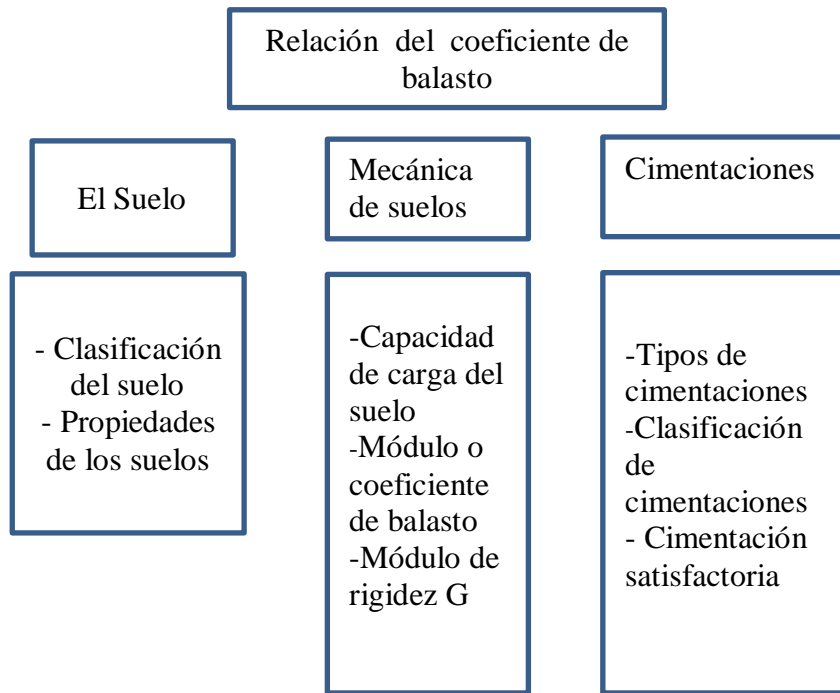 Relación del coeficiente de
balasto
El Suelo
Mecánica
de suelos
Cimentaciones
- Clasificación
del suelo
- Propiedades
de los suelos
-Capacidad
de carga del
suelo
-Módulo o
coeficiente
de balasto
-Módulo de
rigidez G
-Tipos de
cimentaciones
-Clasificación
de
cimentaciones
- Cimentación
satisfactoria